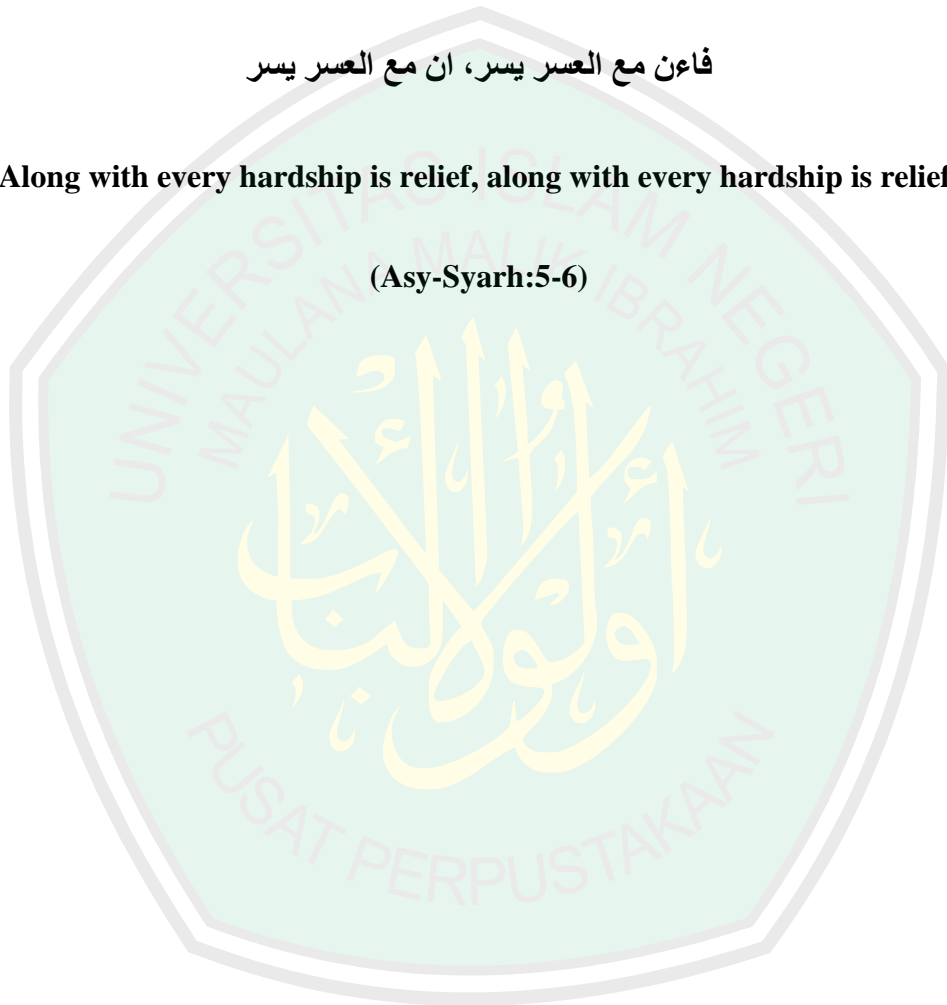 فاءن مع العسر يسر، ان مع العسر يسر
Along with every hardship is relief, along with every hardship is relief
(Asy-Syarh:5-6)
UNIVERSITAS ISLAM NEGERI
MAULANA MALIK IBRAHIM
أولوا الألباب
PUSAT PERPUSTAKAAN